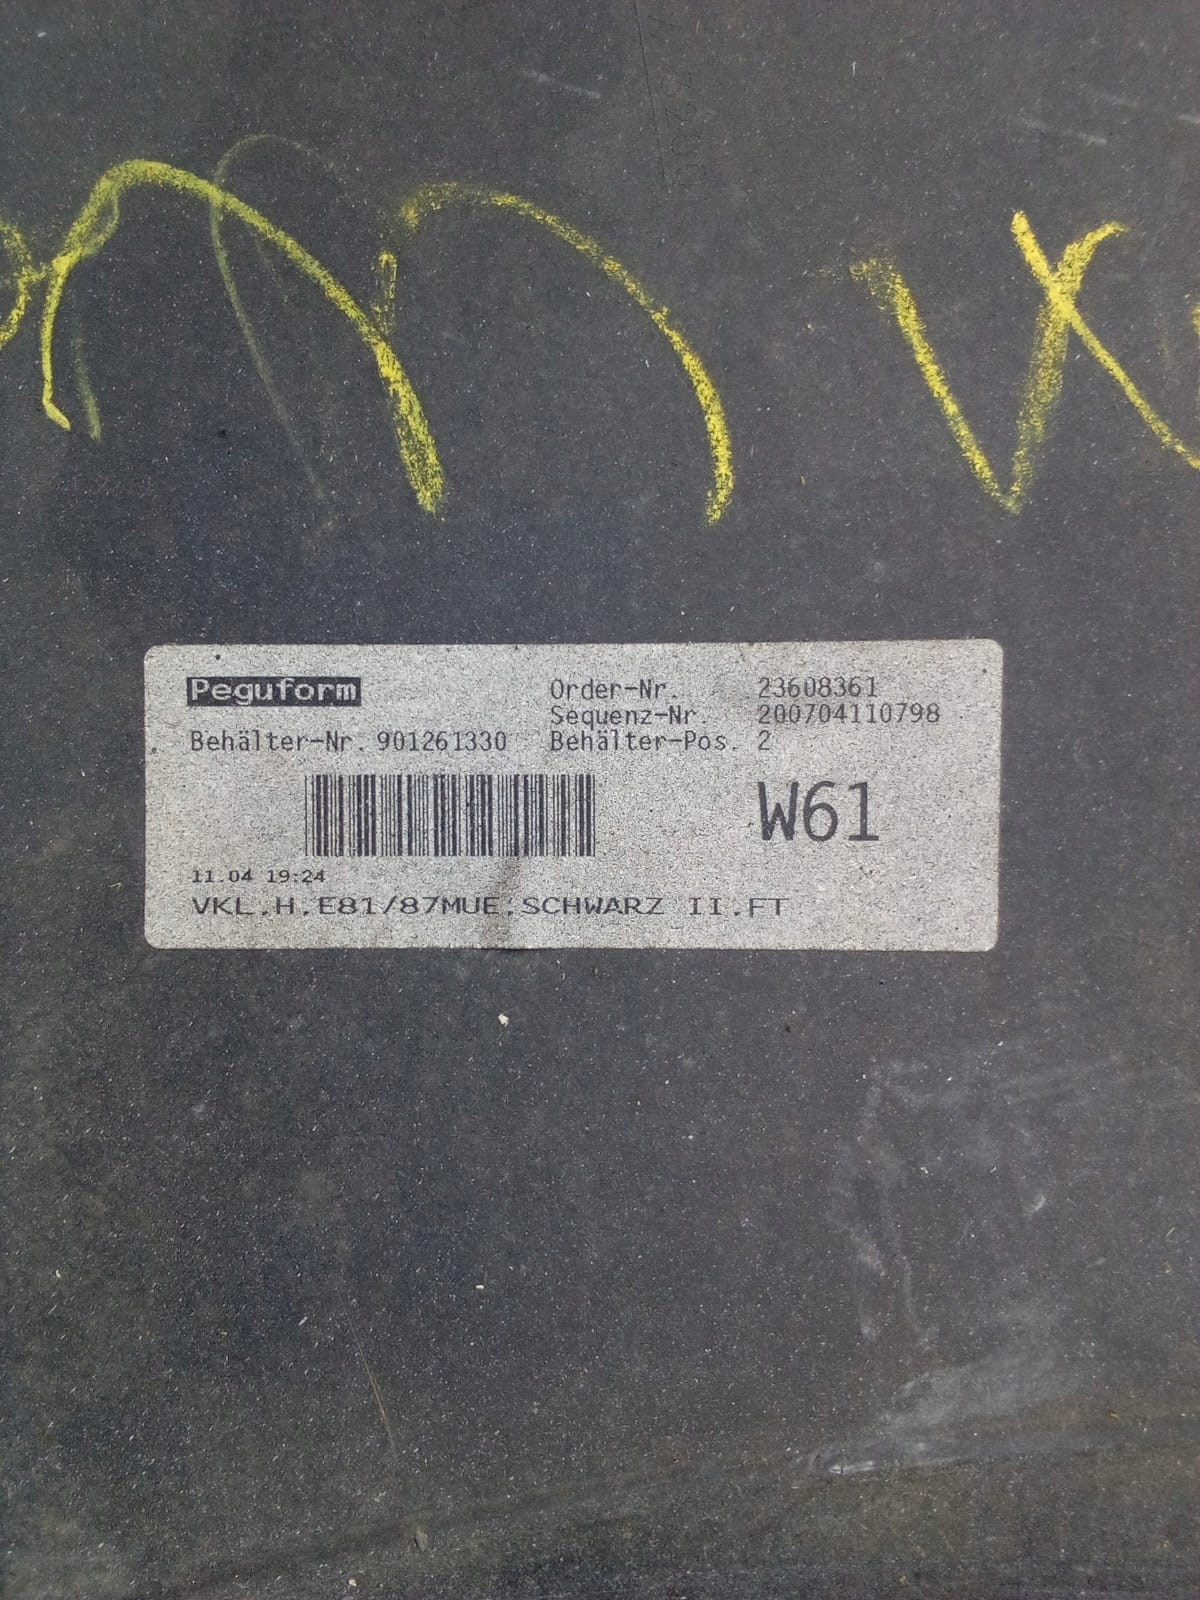 Peguform
Order-Nr. 23608361
Sequenz-Nr. 200704110798
Behälter-Nr. 901261330 Behälter-Pos. 2
W61
11.04 19:24
VKL.H.E81/87MUE.SCHWARZ II.FT